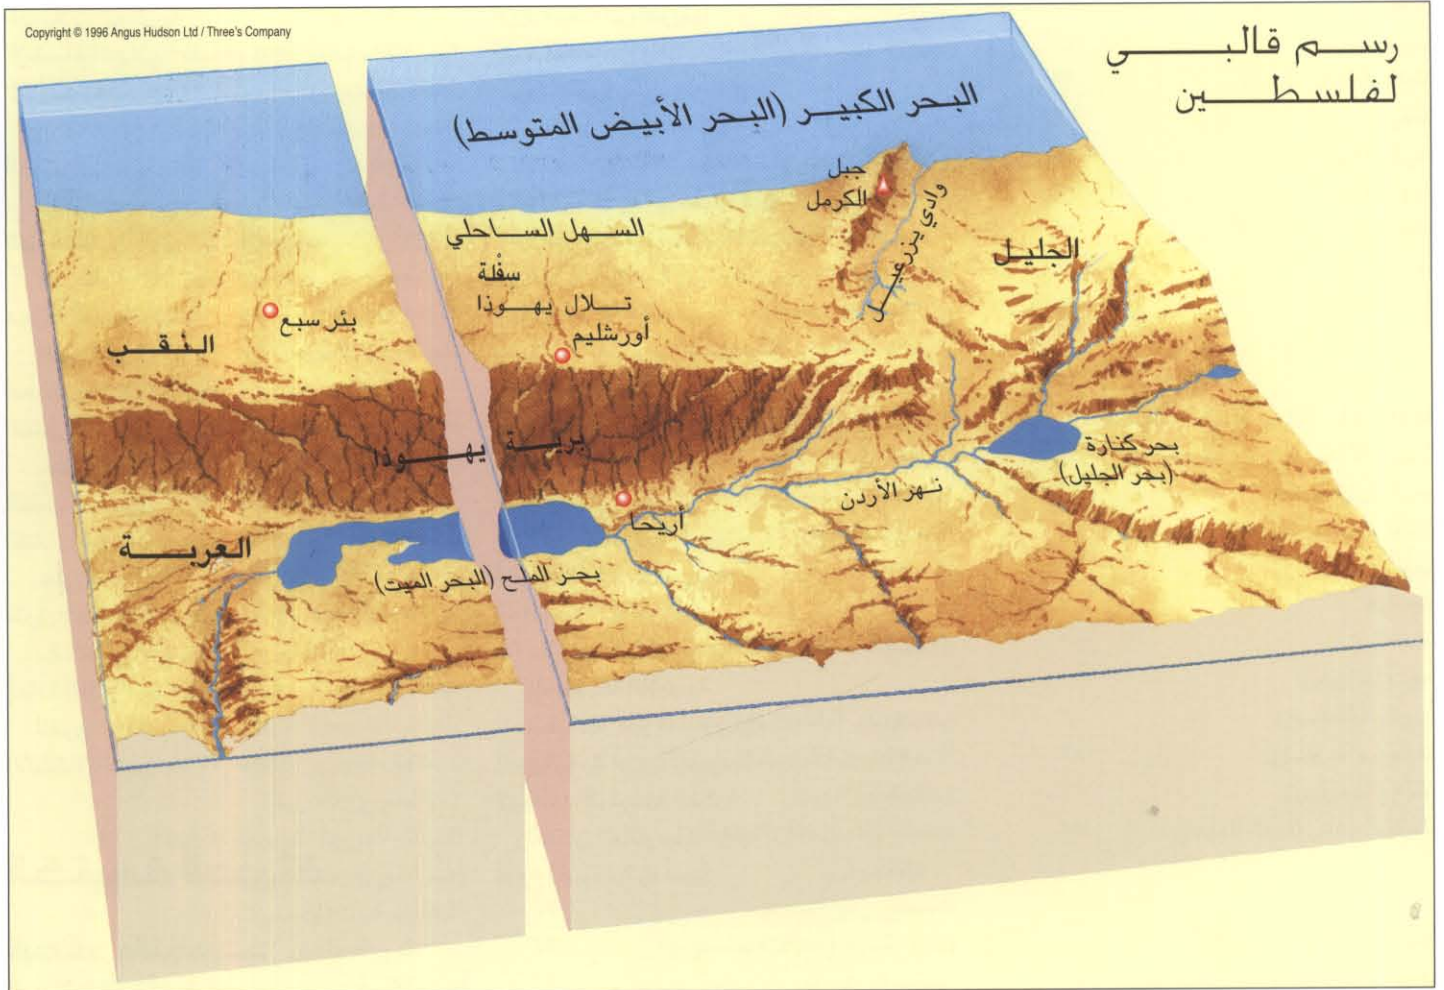 Copyright © 1996 Angus Hudson Ltd / Three's Company
رسم قالبي
لفلسطين
البحر الكبير (البحر الأبيض المتوسط)
جبل
الكرمل
وادي يزرعيل
الجليل
السهل الساحلي
سفْلة
تلال يهوذا
أورشليم
بئر سبع
النقب
برية يهوذا
بحر كنارة
(بحر الجليل)
نهر الأردن
أريحا
العربة
بحر الملح (البحر الميت)